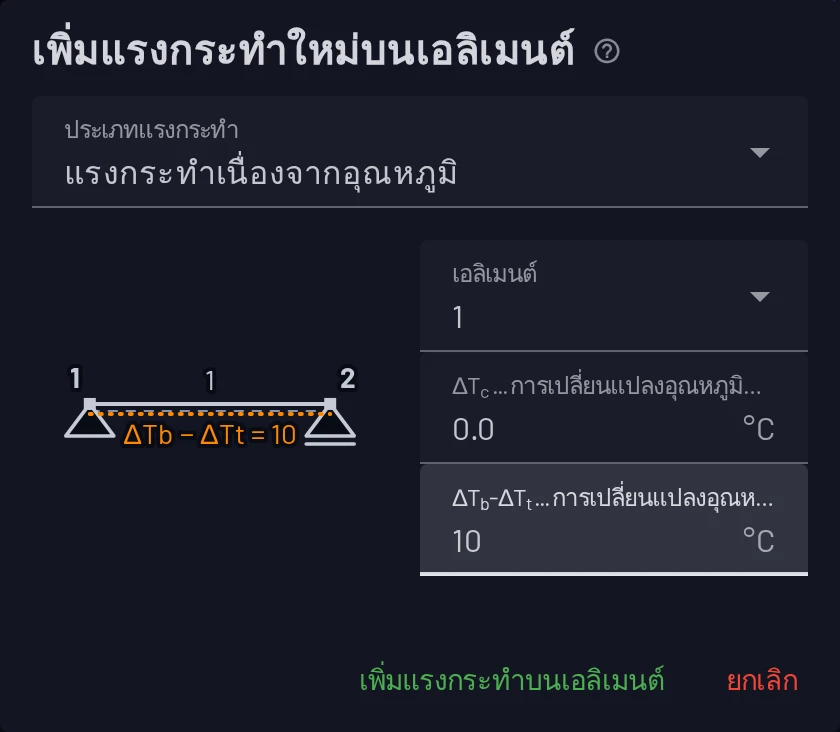 เพิ่มแรงกระทำใหม่บนเอลิเมนต์ ?
ประเภทแรงกระทำ
แรงกระทำเนื่องจากอุณหภูมิ
เอลิเมนต์
1
1 1 2
ΔTb − ΔTt = 10
ΔTc ... การเปลี่ยนแปลงอุณหภูมิ...
0.0 °C
ΔTb-ΔTt ... การเปลี่ยนแปลงอุณห...
10 °C
เพิ่มแรงกระทำบนเอลิเมนต์ ยกเลิก